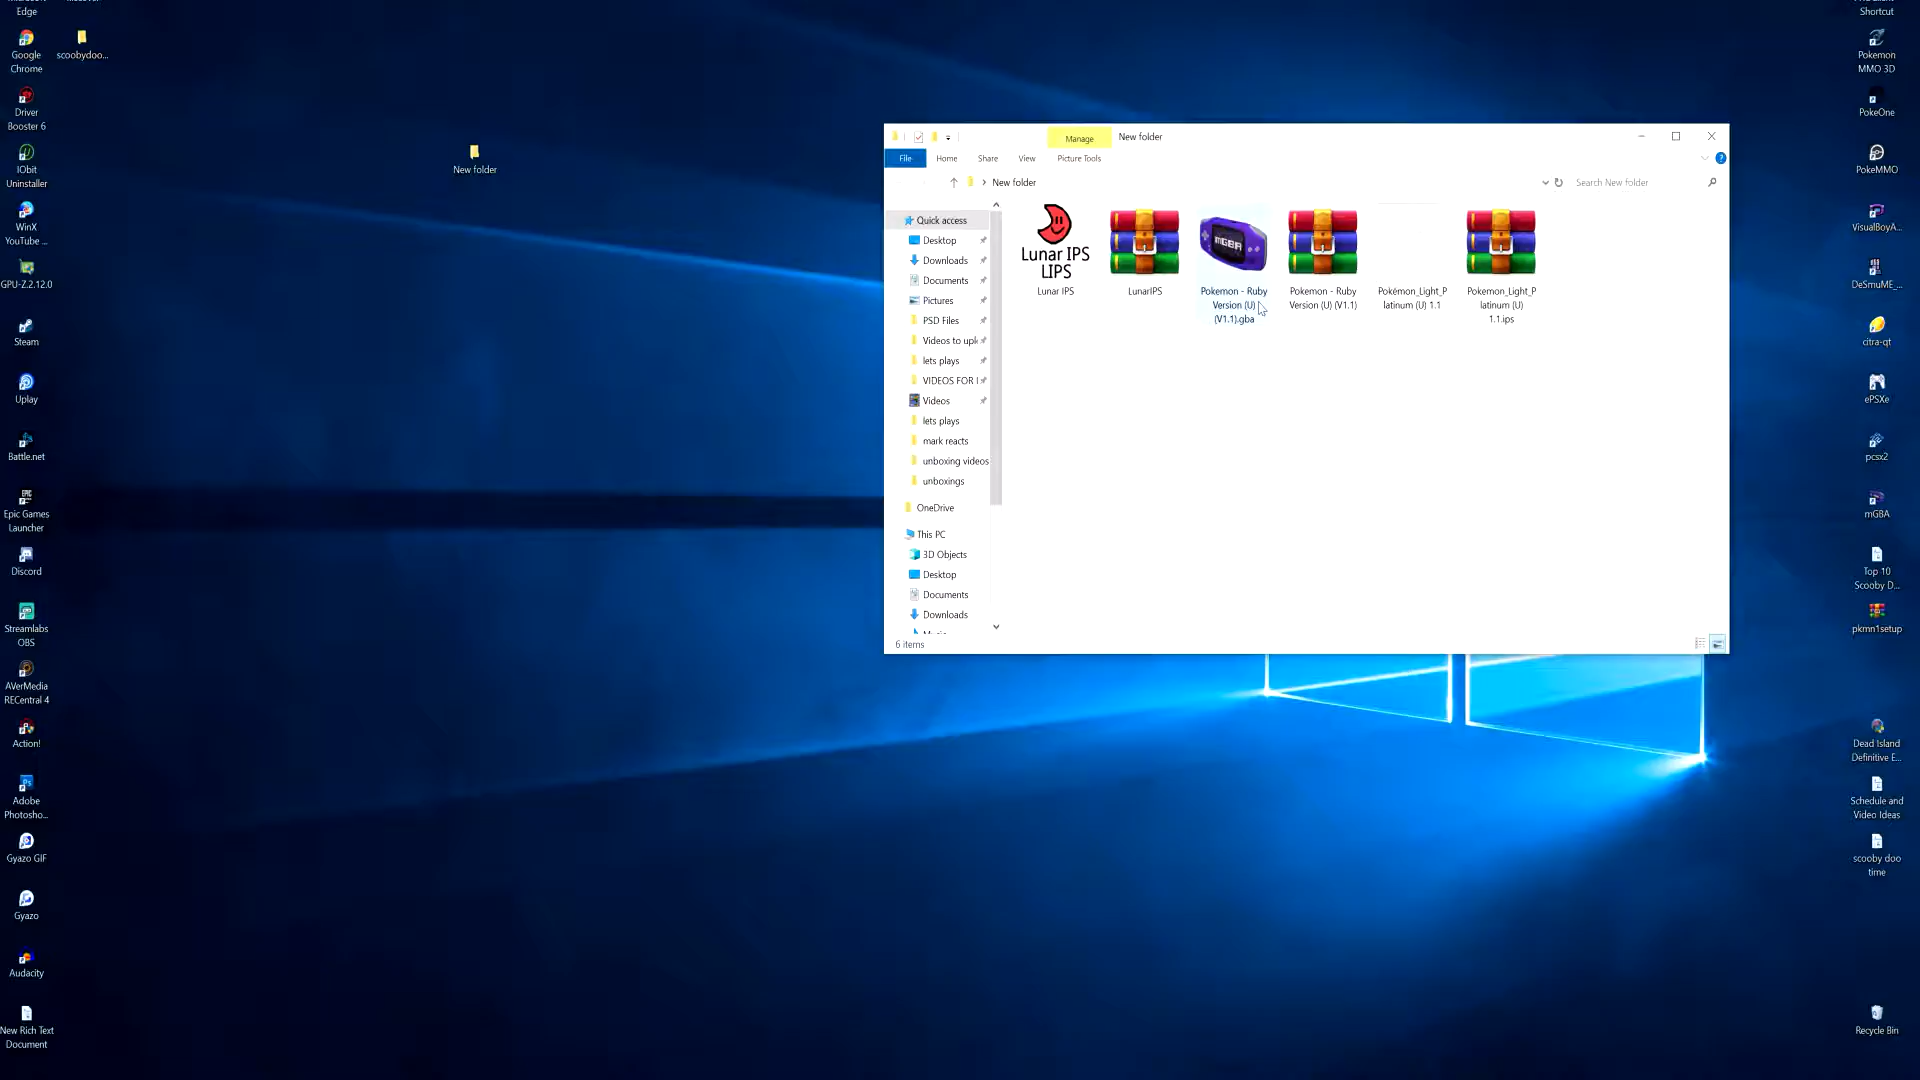 Edge
Google
Chrome
scoobydoo...
Driver
Booster 6
IObit
Uninstaller
WinX
YouTube ...
GPU-Z.2.12.0
Steam
Uplay
Battle.net
Epic Games
Launcher
Discord
Streamlabs
OBS
AVerMedia
RECentral 4
Action!
Adobe
Photosho...
Gyazo GIF
Gyazo
Audacity
New Rich Text
Document
New folder
Manage
New folder
File
Home
Share
View
Picture Tools
New folder
Search New folder
Quick access
Desktop
Downloads
Documents
Pictures
PSD Files
Videos to uplo
lets plays
VIDEOS FOR I
Videos
lets plays
mark reacts
unboxing videos
unboxings
OneDrive
This PC
3D Objects
Desktop
Documents
Downloads
Music
6 items
Lunar IPS
LIPS
Lunar IPS
LunarIPS
mGBA
Pokemon - Ruby
Version (U)
(V1.1).gba
Pokemon - Ruby
Version (U) (V1.1)
Pokemon_Light_P
latinum (U) 1.1
Pokemon_Light_P
latinum (U)
1.1.ips
Shortcut
Pokemon
MMO 3D
PokeOne
PokeMMO
VisualBoyA...
DeSmuME_...
citra-qt
ePSXe
pcsx2
mGBA
Top 10
Scooby D...
pkmn1setup
Dead Island
Definitive E...
Schedule and
Video Ideas
scooby doo
time
Recycle Bin